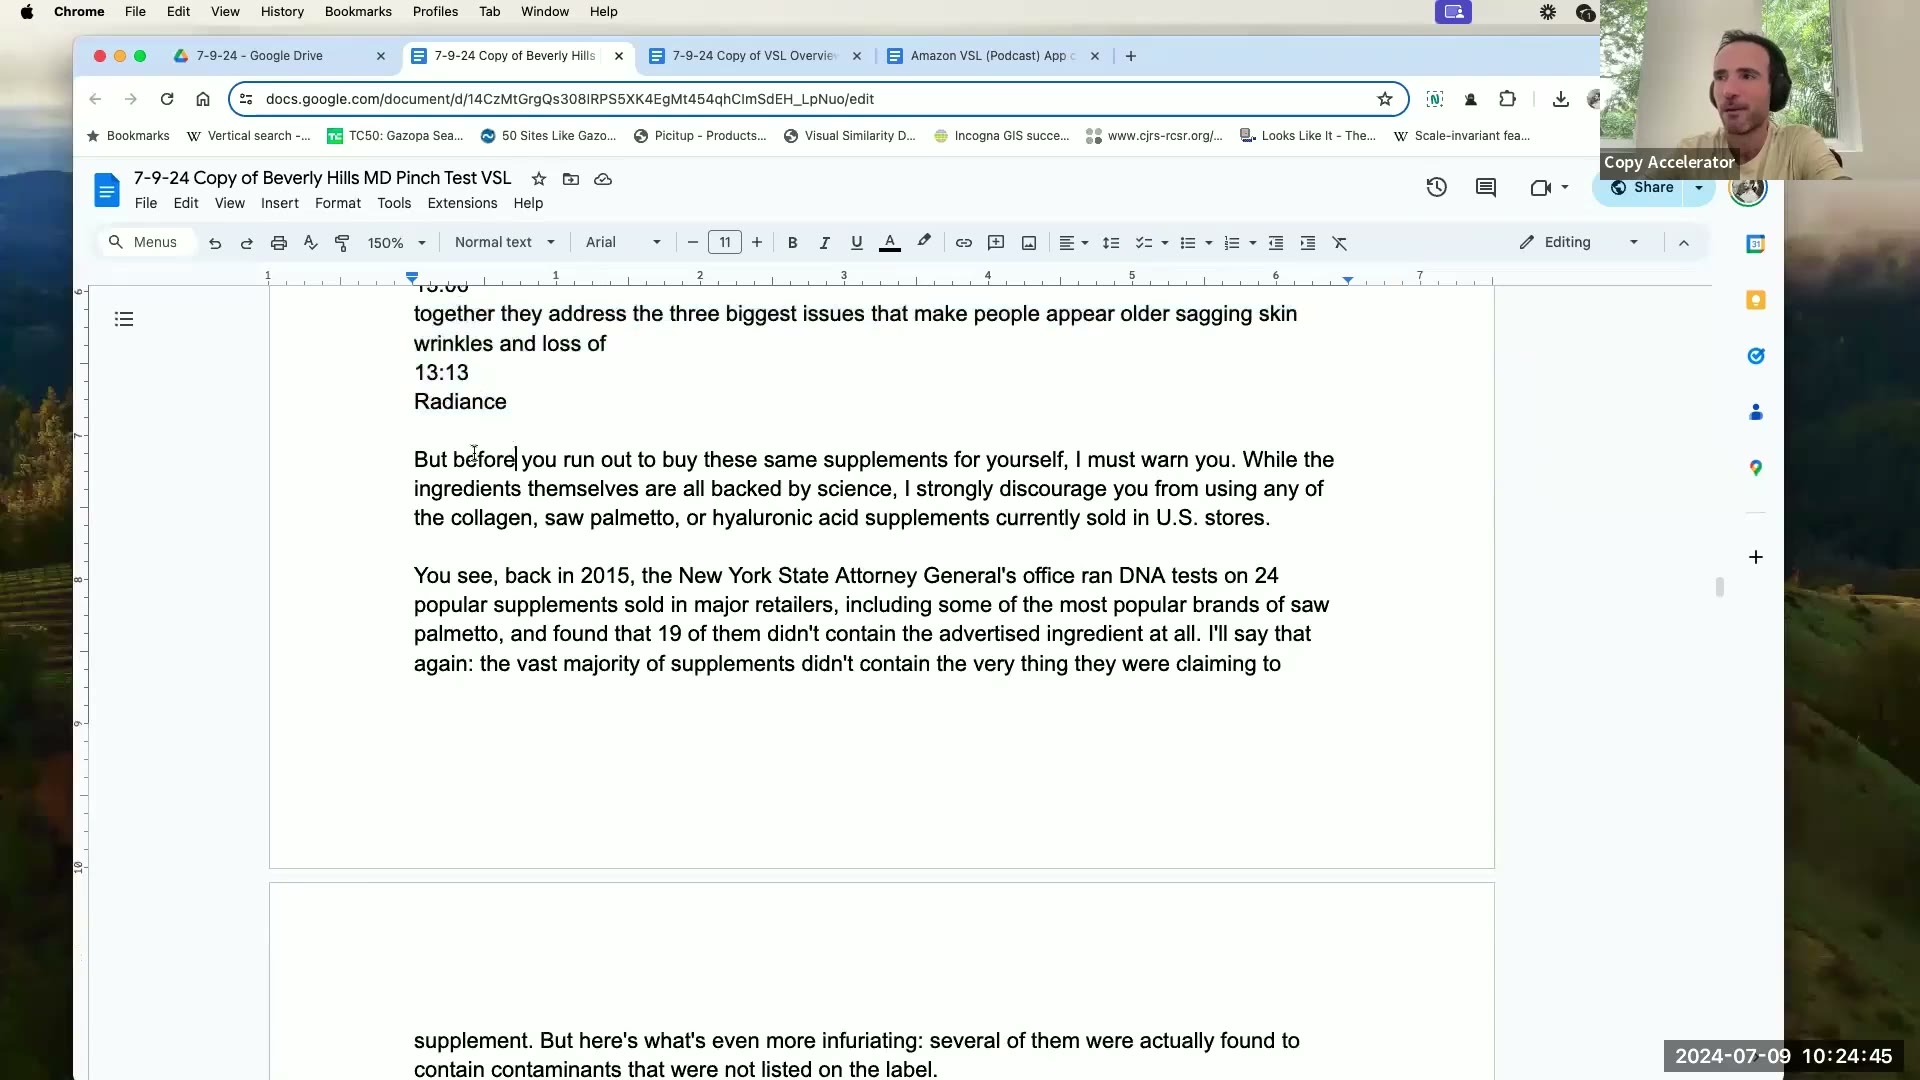 Chrome File Edit View History Bookmarks Profiles Tab Window Help
7-9-24 - Google Drive
7-9-24 Copy of Beverly Hills
7-9-24 Copy of VSL Overvie
Amazon VSL (Podcast) App c
docs.google.com/document/d/14CzMtGrgQs308lRPS5XK4EgMt454qhCImSdEH_LpNuo/edit
Bookmarks
Vertical search -...
TC50: Gazopa Sea...
50 Sites Like Gazo...
Picitup - Products...
Visual Similarity D...
Incogna GIS succe...
www.cjrs-rcsr.org/...
Looks Like It - The...
Scale-invariant fea...
Copy Accelerator
7-9-24 Copy of Beverly Hills MD Pinch Test VSL
Share
File Edit View Insert Format Tools Extensions Help
Menus 150% Normal text Arial 11 Editing
1 1 2 3 4 5 6 7
together they address the three biggest issues that make people appear older sagging skin
wrinkles and loss of
13:13
Radiance
But before you run out to buy these same supplements for yourself, I must warn you. While the
ingredients themselves are all backed by science, I strongly discourage you from using any of
the collagen, saw palmetto, or hyaluronic acid supplements currently sold in U.S. stores.
You see, back in 2015, the New York State Attorney General's office ran DNA tests on 24
popular supplements sold in major retailers, including some of the most popular brands of saw
palmetto, and found that 19 of them didn't contain the advertised ingredient at all. I'll say that
again: the vast majority of supplements didn't contain the very thing they were claiming to
supplement. But here's what's even more infuriating: several of them were actually found to
contain contaminants that were not listed on the label.
2024-07-09 10:24:45